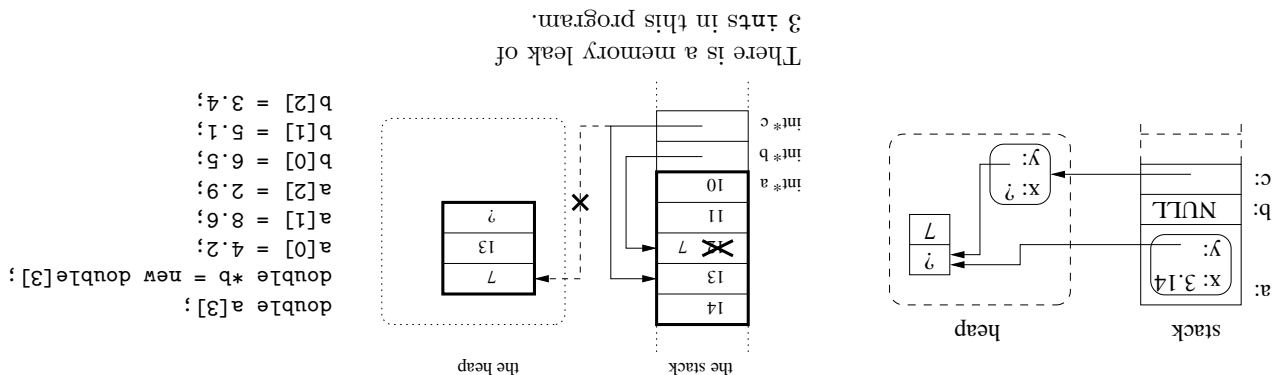 stack
heap
a:
x: 3.14
y:
b:
NULL
c:
?
7
x: ?
y:
the stack
the heap
14
13
12 7
11
int* a
10
int* b
int* c
7
13
?
There is a memory leak of
3 ints in this program.
double a[3];
double *b = new double[3];
a[0] = 4.2;
a[1] = 8.6;
a[2] = 2.9;
b[0] = 6.5;
b[1] = 5.1;
b[2] = 3.4;